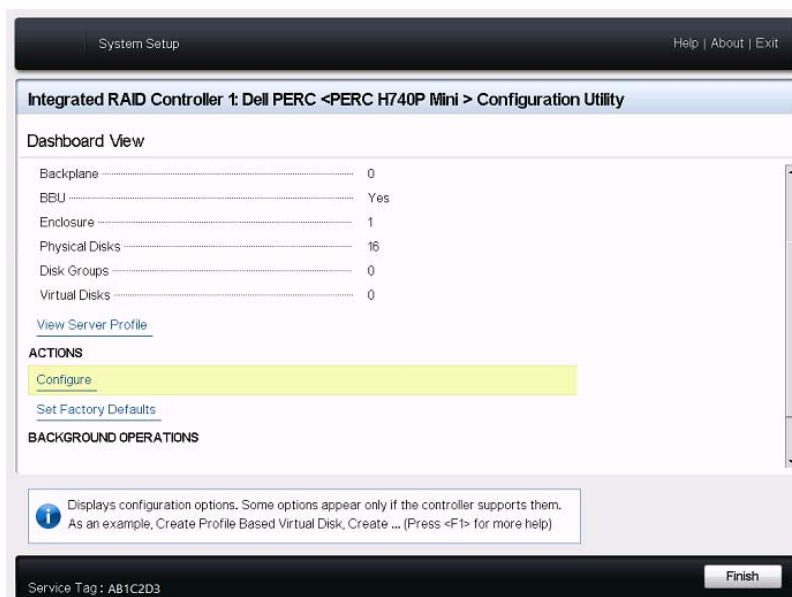 System Setup
Help | About | Exit
Integrated RAID Controller 1: Dell PERC <PERC H740P Mini > Configuration Utility
Dashboard View
Backplane 0
BBU Yes
Enclosure 1
Physical Disks 16
Disk Groups 0
Virtual Disks 0
View Server Profile
ACTIONS
Configure
Set Factory Defaults
BACKGROUND OPERATIONS
Displays configuration options. Some options appear only if the controller supports them.
As an example, Create Profile Based Virtual Disk, Create ... (Press <F1> for more help)
Service Tag : AB1C2D3
Finish